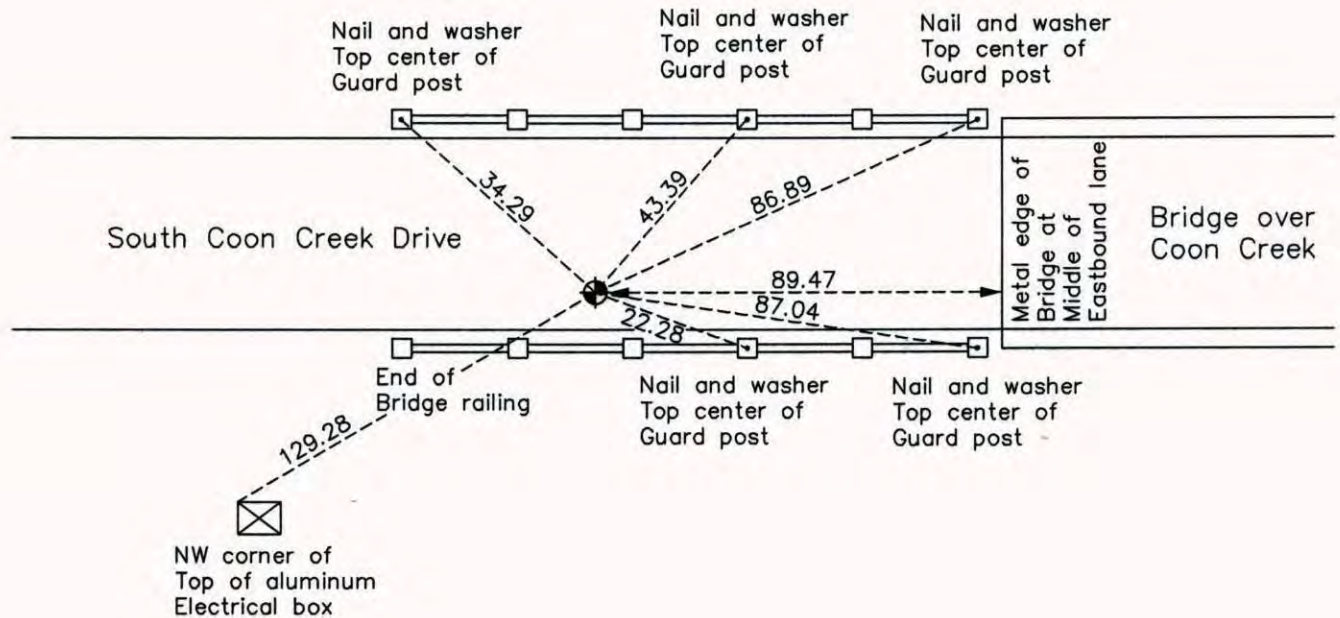 Nail and washer
Top center of
Guard post
Nail and washer
Top center of
Guard post
Nail and washer
Top center of
Guard post
34.29
43.39
86.89
South Coon Creek Drive
89.47
87.04
22.28
Metal edge of
Bridge at
Middle of
Eastbound lane
Bridge over
Coon Creek
End of
Bridge railing
Nail and washer
Top center of
Guard post
Nail and washer
Top center of
Guard post
129.28
NW corner of
Top of aluminum
Electrical box